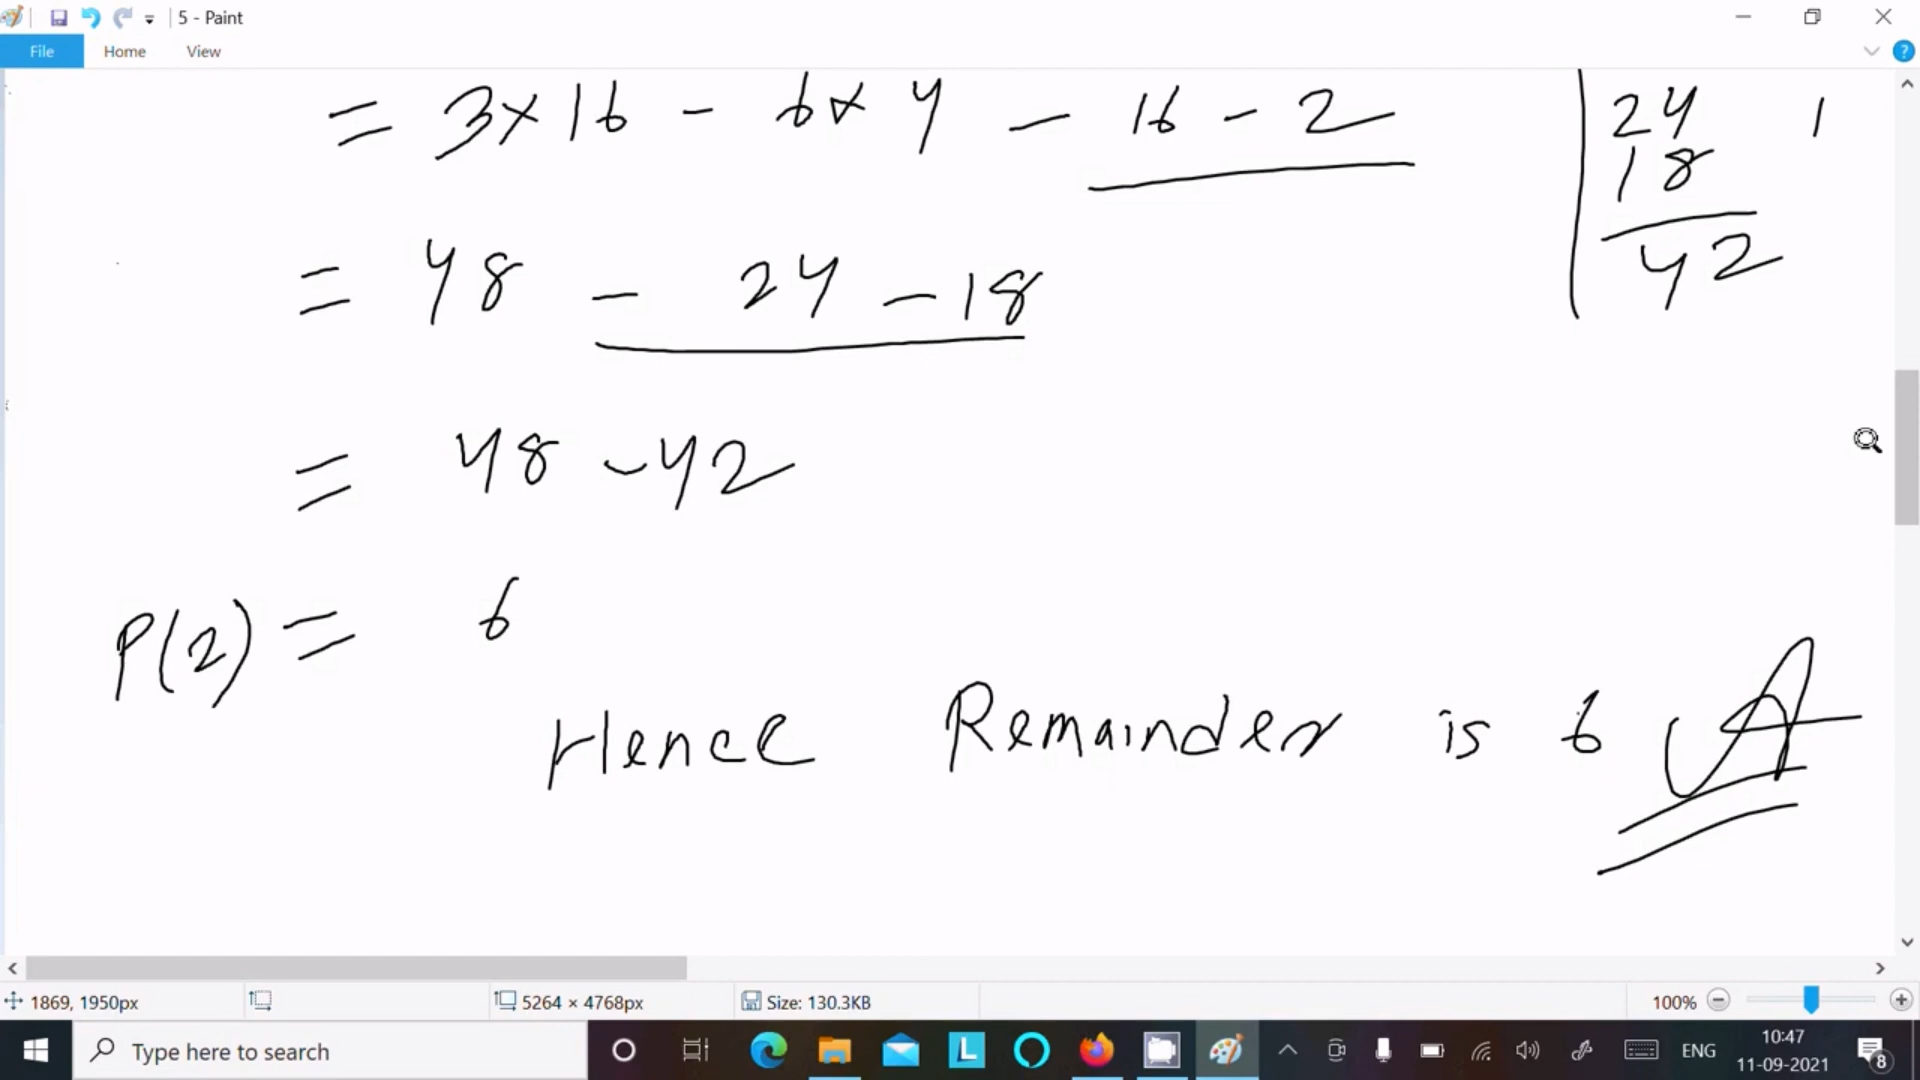 5 - Paint
File Home View
= 3×16 - 6×4 - 16 - 2
24 1
18
42
= 48 - 24 - 18
= 48 - 42
P(2) = 6
Hence Remainder is 6 A
1869, 1950px 5264 × 4768px Size: 130.3KB 100%
Type here to search L ENG 10:47
11-09-2021 8